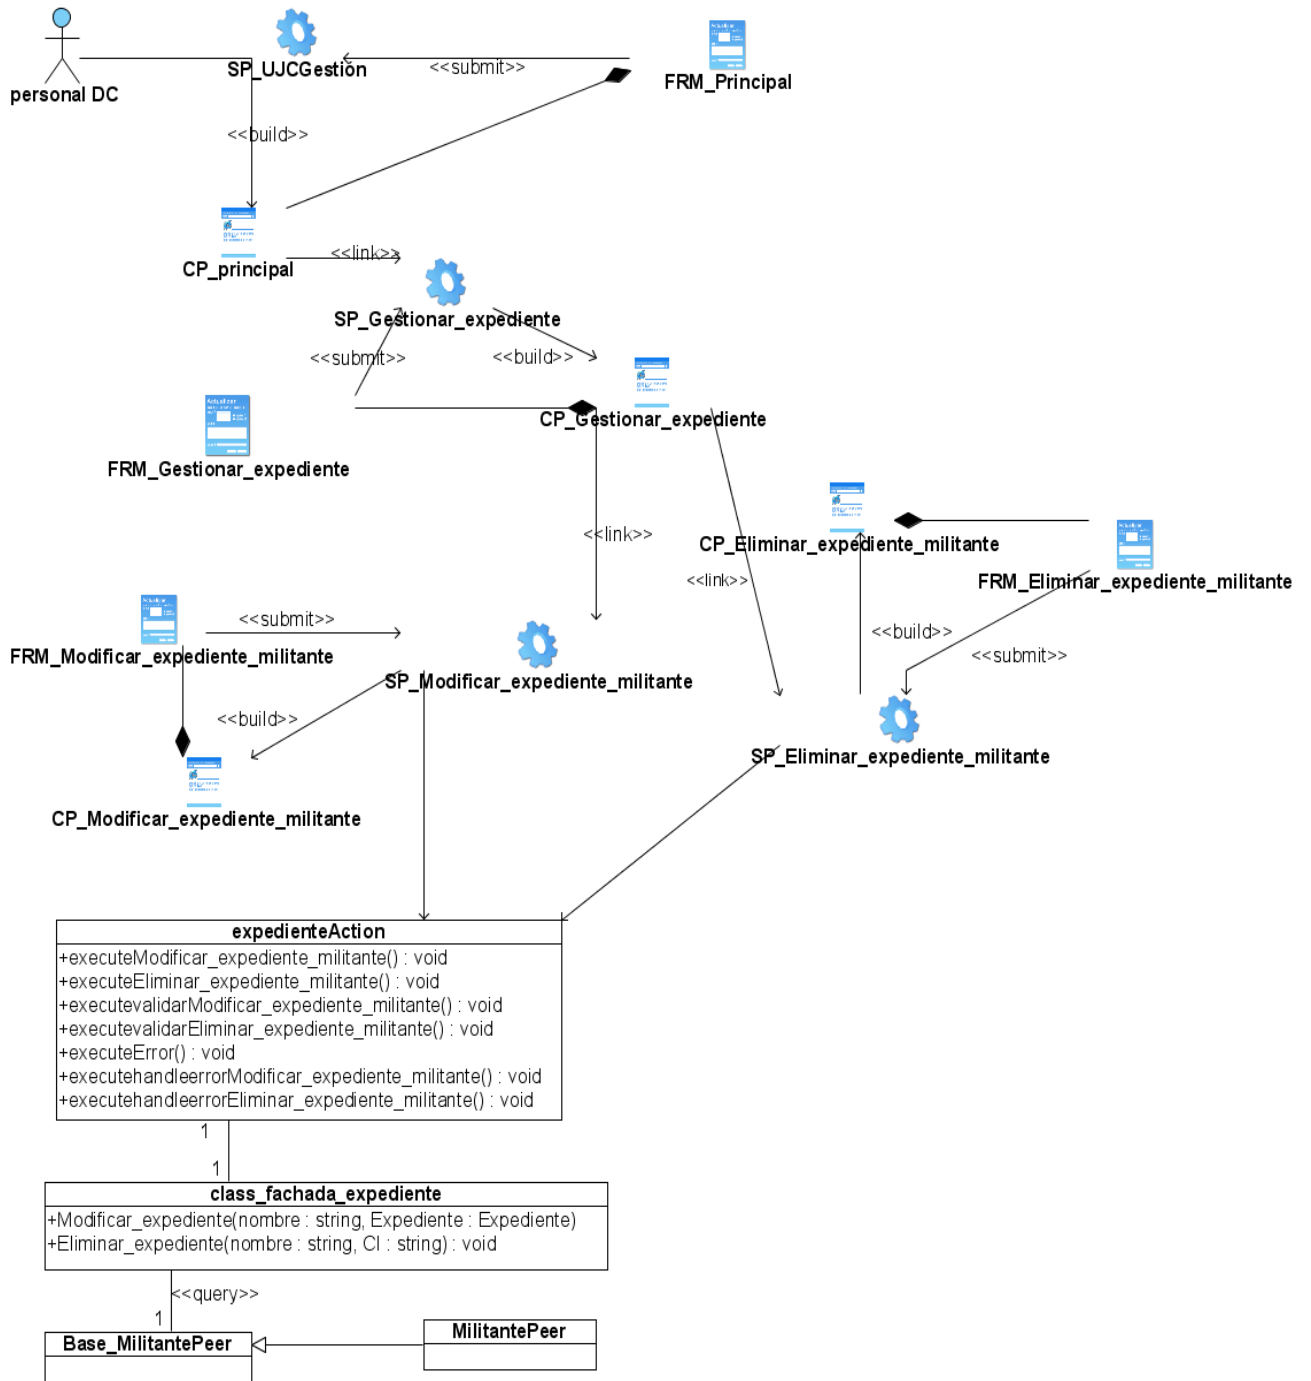 SP_UJCGestión
<<submit>>
FRM_Principal
personal DC
<<build>>
CP_principal
<<link>>
SP_Gestionar_expediente
<<submit>>
<<build>>
CP_Gestionar_expediente
FRM_Gestionar_expediente
<<link>>
CP_Eliminar_expediente_militante
<<link>>
FRM_Eliminar_expediente_militante
<<submit>>
<<build>>
FRM_Modificar_expediente_militante
<<submit>>
SP_Modificar_expediente_militante
<<build>>
SP_Eliminar_expediente_militante
CP_Modificar_expediente_militante
expedienteAction
+executeModificar_expediente_militante() : void
+executeEliminar_expediente_militante() : void
+executevalidarModificar_expediente_militante() : void
+executevalidarEliminar_expediente_militante() : void
+executeError() : void
+executehandleerrorModificar_expediente_militante() : void
+executehandleerrorEliminar_expediente_militante() : void
1
1
class_fachada_expediente
+Modificar_expediente(nombre : string, Expediente : Expediente)
+Eliminar_expediente(nombre : string, CI : string) : void
<<query>>
1
Base_MilitantePeer
MilitantePeer